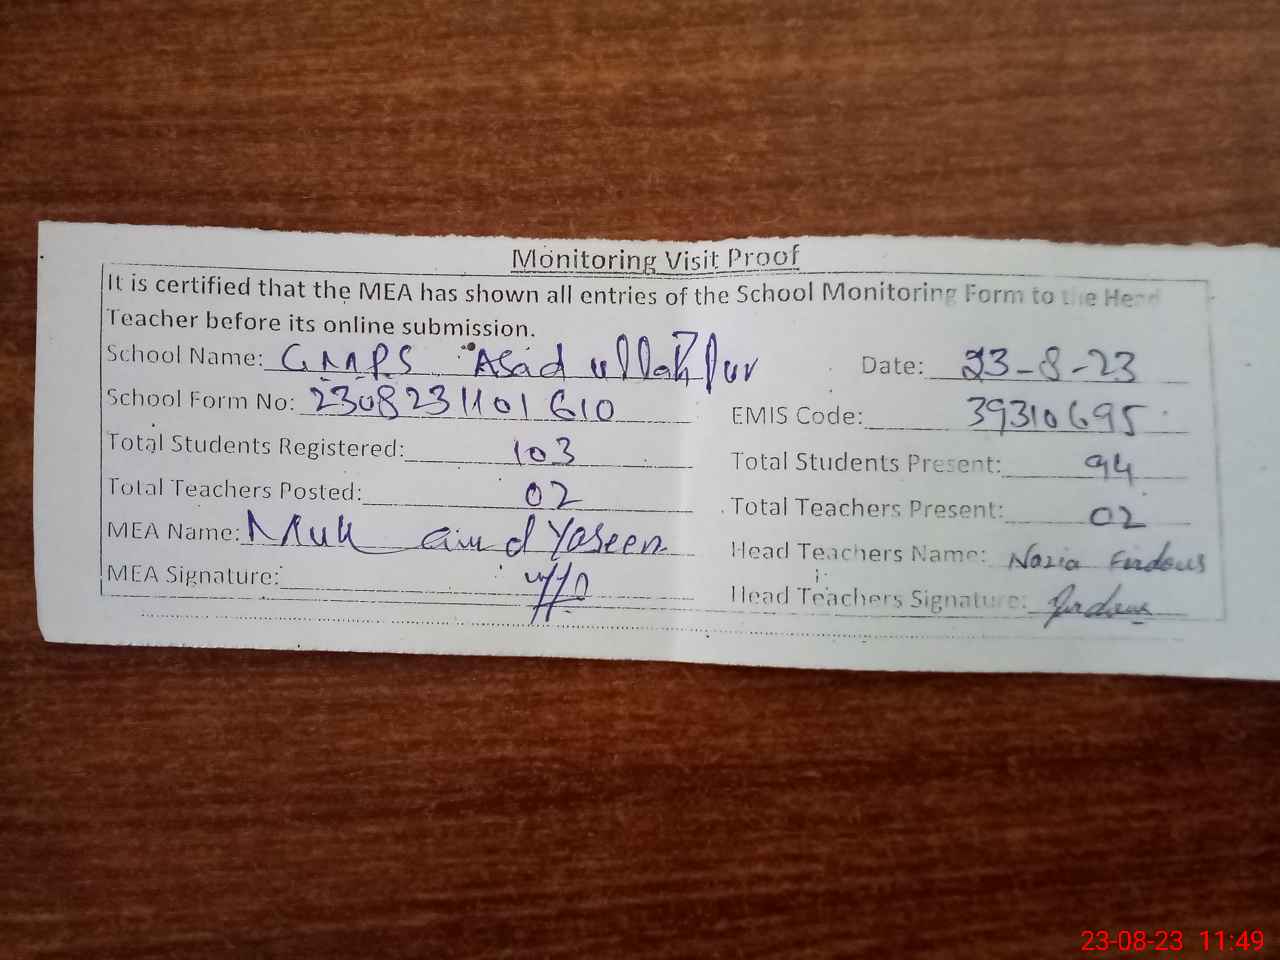 Monitoring Visit Proof
It is certified that the MEA has shown all entries of the School Monitoring Form to the Head
Teacher before its online submission.
School Name: GMPS Asad ullah Pur Date: 23-8-23
School Form No: 2308231101610 EMIS Code: 39310695
Total Students Registered: 103 Total Students Present: 94
Total Teachers Posted: 02 Total Teachers Present: 02
MEA Name: Yaseen Head Teachers Name: Nazia Firdous
MEA Signature: Head Teachers Signature: Firdous
23-08-23 11:49